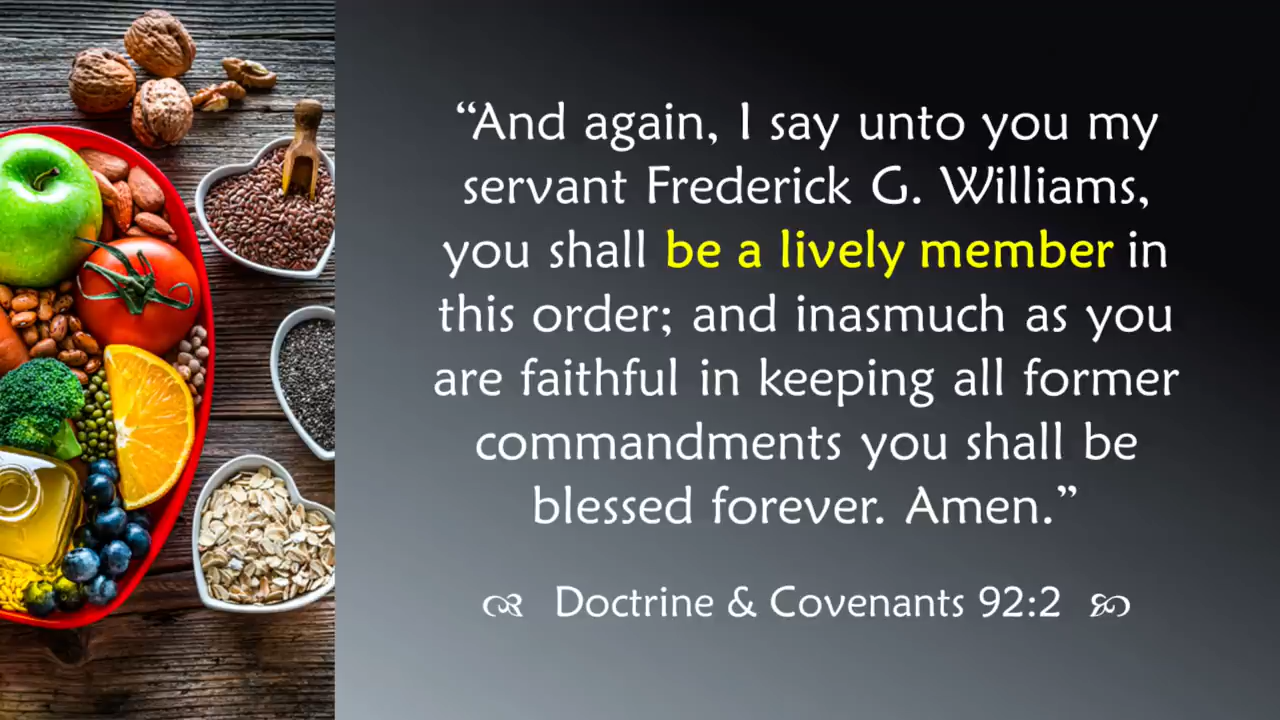 “And again, I say unto you my
servant Frederick G. Williams,
you shall be a lively member in
this order; and inasmuch as you
are faithful in keeping all former
commandments you shall be
blessed forever. Amen.”
Doctrine & Covenants 92:2